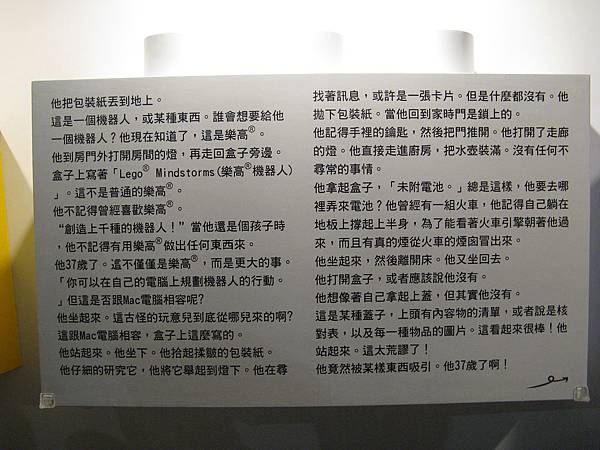 他把包裝紙丟到地上。
這是一個機器人，或某種東西。誰會想要給他
一個機器人？他現在知道了，這是樂高®。
他到房門外打開房間的燈，再走回盒子旁邊。
盒子上寫著「Lego® Mindstorms(樂高®機器人)
」。這不是普通的樂高®。
他不記得曾經喜歡樂高®。
“創造上千種的機器人！”當他還是個孩子時
，他不記得有用樂高®做出任何東西來。
他37歲了。這不僅僅是樂高®，而是更大的事。
「你可以在自己的電腦上規劃機器人的行動。
」但這是否跟Mac電腦相容呢?
他坐起來。這古怪的玩意兒到底從哪來的啊?
這跟Mac電腦相容，盒子上這麼寫的。
他站起來。他坐下。他拾起揉皺的包裝紙。
他仔細的研究它，他將它舉起到燈下。他在尋
找著訊息，或許是一張卡片。但是什麼都沒有。他
拋下包裝紙。當他回到家時門是鎖上的。
他記得手裡的鑰匙，然後把門推開。他打開了走廊
的燈。他直接走進廚房，把水壺裝滿。沒有任何不
尋常的事情。
他拿起盒子，「未附電池。」總是這樣，他要去哪
裡弄來電池？他曾經有一組火車，他記得自己躺在
地板上撐起上半身，為了能看著火車引擎朝著他過
來，而且有真的煙從火車的煙囪冒出來。
他坐起來，然後離開床。他又坐回去。
他打開盒子，或者應該說他沒有。
他想像著自己拿起上蓋，但其實他沒有。
這是某種蓋子，上頭有內容物的清單，或者說是核
對表，以及每一種物品的圖片。這看起來很棒！他
站起來。這太荒謬了！
他竟然被某樣東西吸引。他37歲了啊！